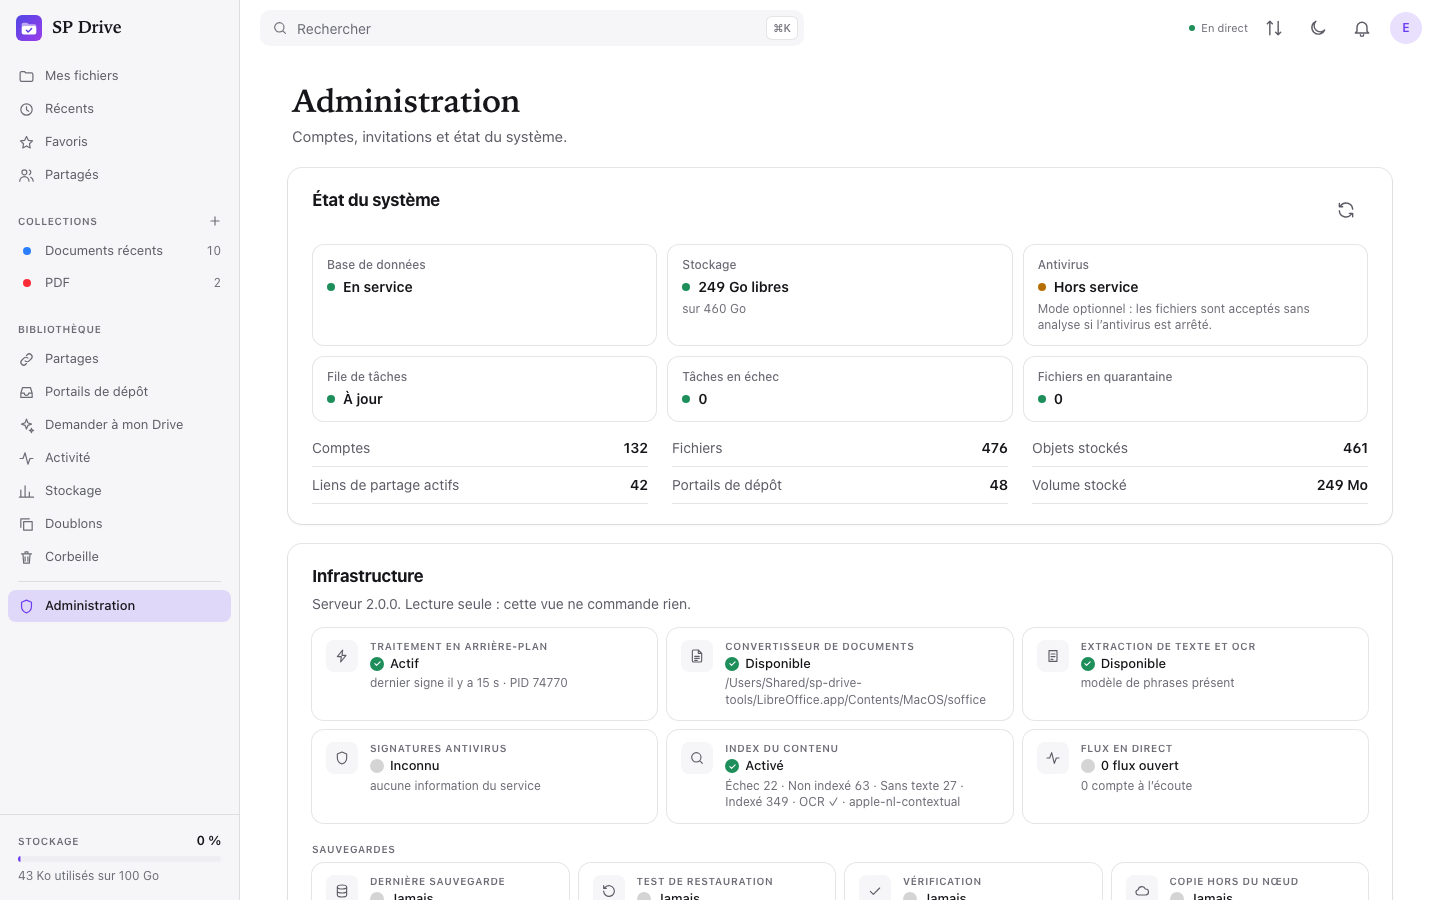 SP Drive
Rechercher
⌘K
En direct
E
Mes fichiers
Récents
Favoris
Partagés
COLLECTIONS
Documents récents 10
PDF 2
BIBLIOTHÈQUE
Partages
Portails de dépôt
Demander à mon Drive
Activité
Stockage
Doublons
Corbeille
Administration
STOCKAGE 0 %
43 Ko utilisés sur 100 Go
Administration
Comptes, invitations et état du système.
État du système
Base de données
En service
Stockage
249 Go libres
sur 460 Go
Antivirus
Hors service
Mode optionnel : les fichiers sont acceptés sans
analyse si l’antivirus est arrêté.
File de tâches
À jour
Tâches en échec
0
Fichiers en quarantaine
0
Comptes 132
Fichiers 476
Objets stockés 461
Liens de partage actifs 42
Portails de dépôt 48
Volume stocké 249 Mo
Infrastructure
Serveur 2.0.0. Lecture seule : cette vue ne commande rien.
TRAITEMENT EN ARRIÈRE-PLAN
Actif
dernier signe il y a 15 s · PID 74770
CONVERTISSEUR DE DOCUMENTS
Disponible
/Users/Shared/sp-drive-
tools/LibreOffice.app/Contents/MacOS/soffice
EXTRACTION DE TEXTE ET OCR
Disponible
modèle de phrases présent
SIGNATURES ANTIVIRUS
Inconnu
aucune information du service
INDEX DU CONTENU
Activé
Échec 22 · Non indexé 63 · Sans texte 27 ·
Indexé 349 · OCR ✓ · apple-nl-contextual
FLUX EN DIRECT
0 flux ouvert
0 compte à l’écoute
SAUVEGARDES
DERNIÈRE SAUVEGARDE
Jamais
TEST DE RESTAURATION
Jamais
VÉRIFICATION
Jamais
COPIE HORS DU NŒUD
Jamais